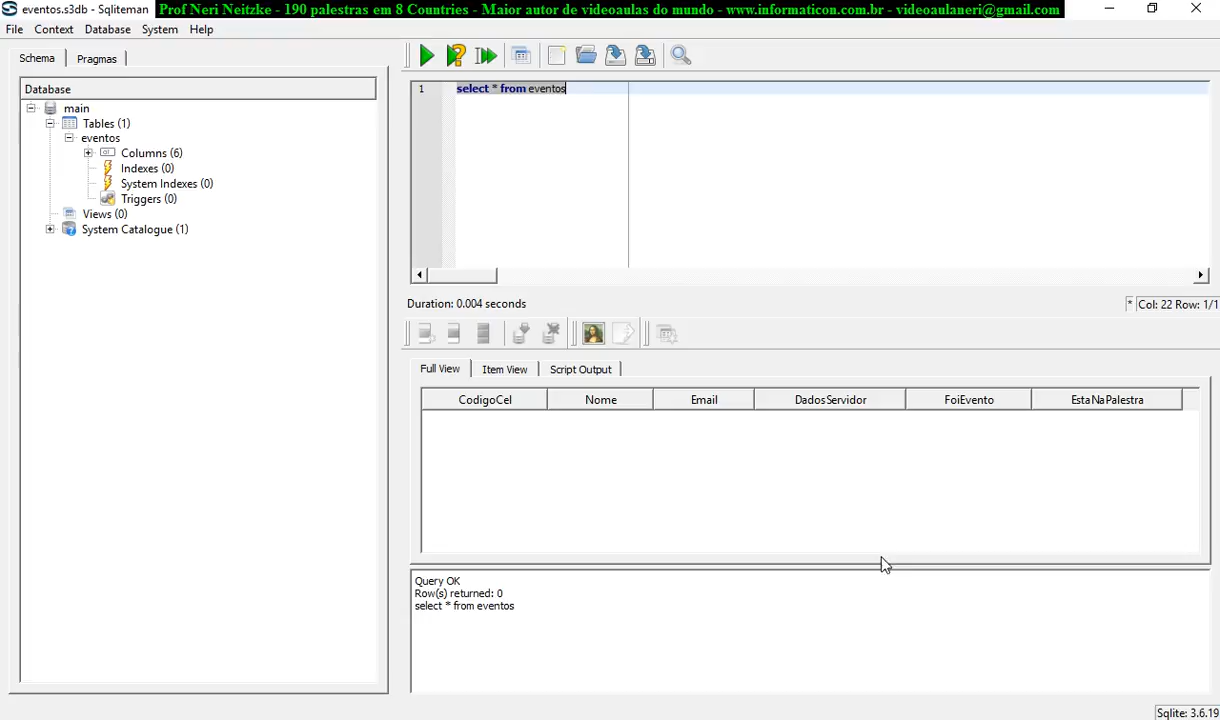 eventos.s3db - Sqliteman
Prof Neri Neitzke - 190 palestras em 8 Countries - Maior autor de videoaulas do mundo - www.informaticon.com.br - videoaulaneri@gmail.com
File Context Database System Help
Schema Pragmas
Database
main
Tables (1)
eventos
Columns (6)
Indexes (0)
System Indexes (0)
Triggers (0)
Views (0)
System Catalogue (1)
1 select * from eventos
Duration: 0.004 seconds
* Col: 22 Row: 1/1
Full View Item View Script Output
CodigoCel Nome Email DadosServidor FoiEvento EstaNaPalestra
Query OK
Row(s) returned: 0
select * from eventos
Sqlite: 3.6.19